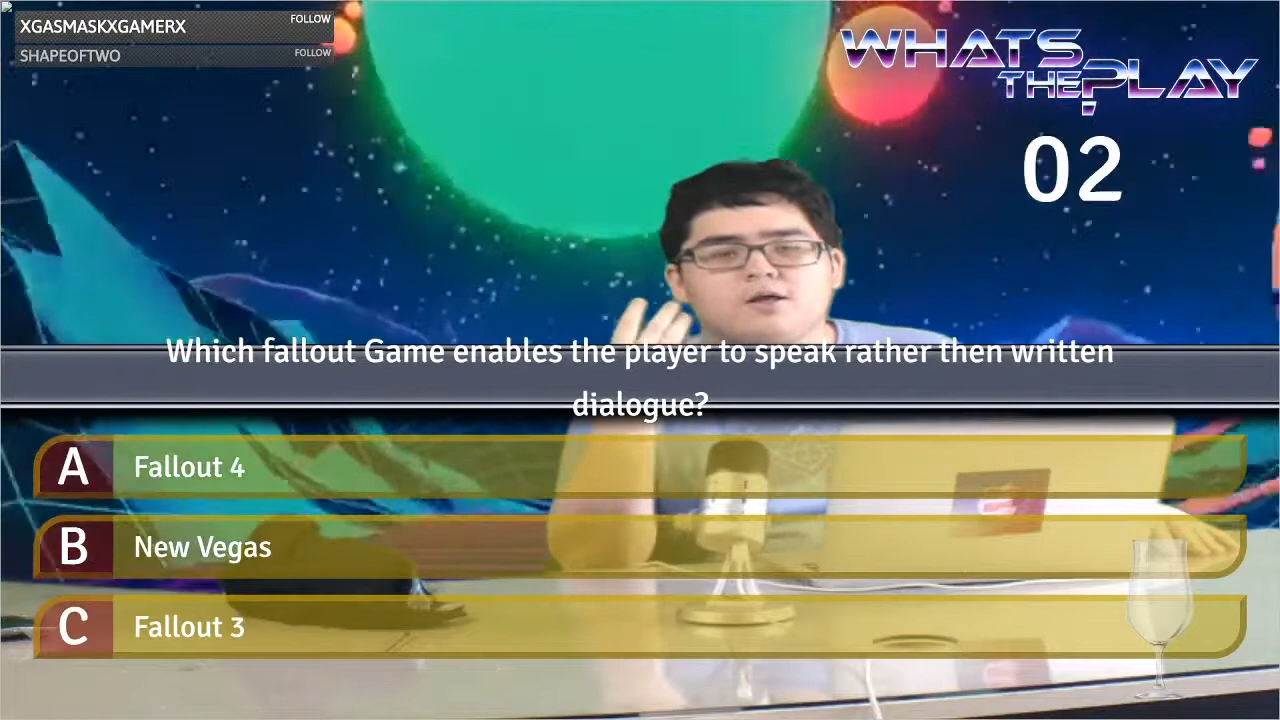 XGASMASKXGAMERX FOLLOW
SHAPEOFTWO FOLLOW
WHATS
THE PLAY
02
Which fallout Game enables the player to speak rather then written
dialogue?
A Fallout 4
B New Vegas
C Fallout 3